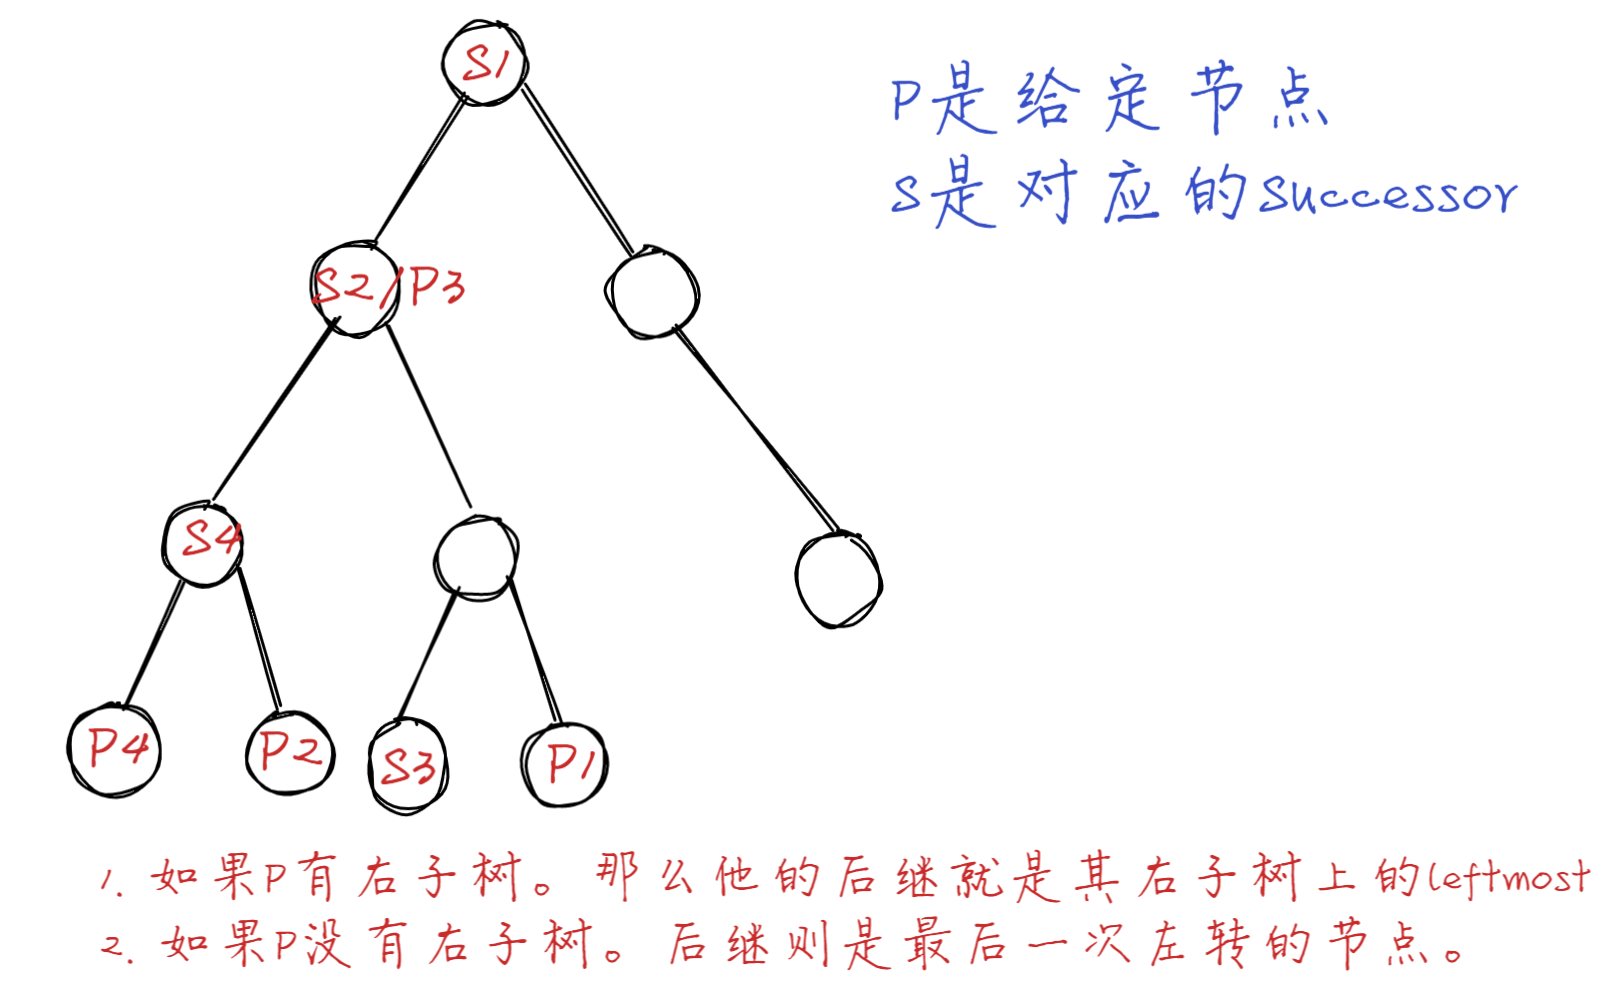 S1
P是给定节点
S是对应的Successor
S2/P3
S4
P4
P2
S3
P1
1. 如果P有右子树。那么他的后继就是其右子树上的leftmost
2. 如果P没有右子树。后继则是最后一次左转的节点。